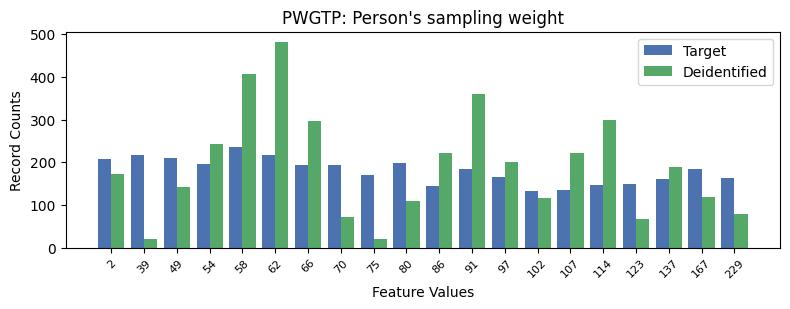 PWGTP: Person's sampling weight
Record Counts
500
400
300
200
100
0
Target
Deidentified
2 39 49 54 58 62 66 70 75 80 86 91 97 102 107 114 123 137 167 229
Feature Values